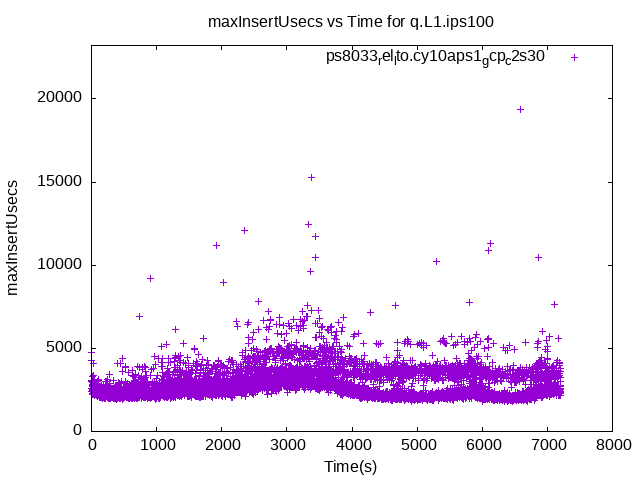 maxInsertUsecs vs Time for q.L1.ips100
ps8033relito.cy10aps1gcpc2s30
20000
15000
10000
5000
0
maxInsertUsecs
0 1000 2000 3000 4000 5000 6000 7000 8000
Time(s)